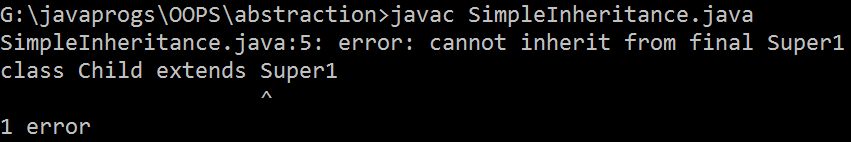 G:\javaprogs\OOPS\abstraction>javac SimpleInheritance.java
SimpleInheritance.java:5: error: cannot inherit from final Super1
class Child extends Super1
                    ^
1 error